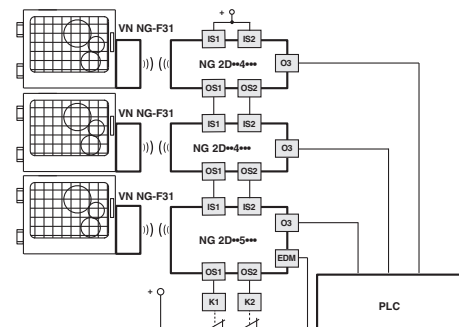 +
VN NG-F31
IS1 IS2
NG 2D••4•••
O3
OS1 OS2
VN NG-F31
IS1 IS2
NG 2D••4•••
O3
OS1 OS2
VN NG-F31
IS1 IS2
O3
NG 2D••5•••
EDM
OS1 OS2
+
K1 K2
PLC